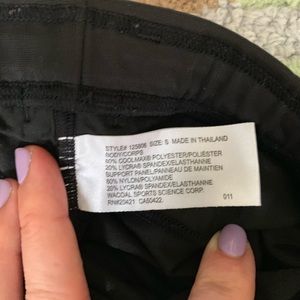 STYLE# 125806 SIZE: S MADE IN THAILAND
BODY/CORPS
80% COOLMAX® POLYESTER/POLIESTER
20% LYCRA® SPANDEX/ELASTHANNE
SUPPORT PANEL/PANNEAU DE MAINTIEN
80% NYLON/POLYAMIDE
20% LYCRA® SPANDEX/ELASTHANNE
WACOAL SPORTS SCIENCE CORP.
RN#20421 CA50422. 011